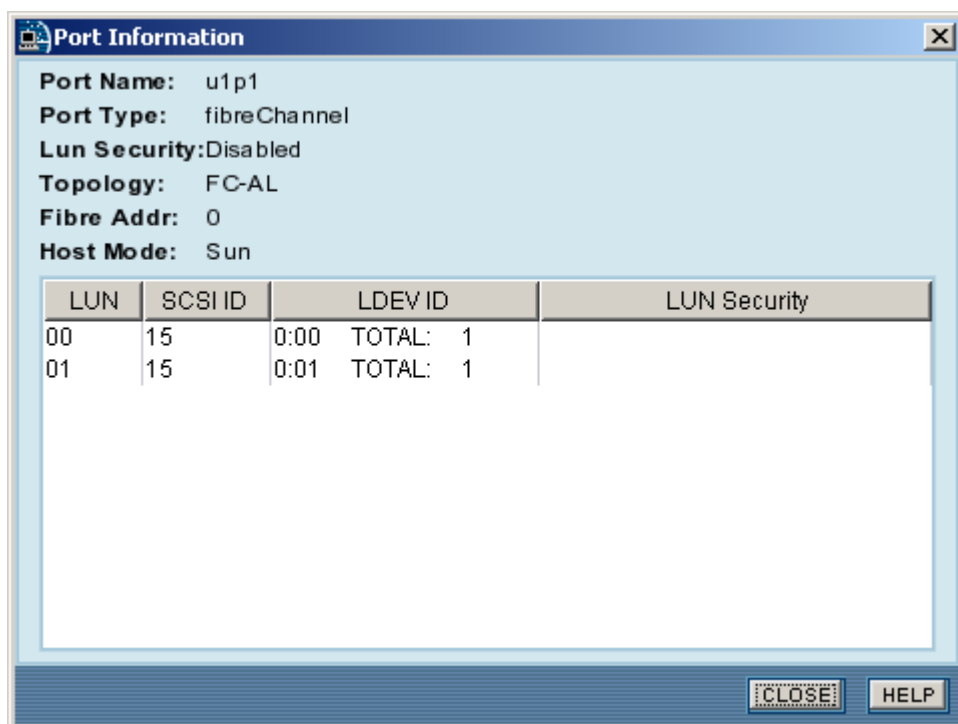 Port Information
Port Name: u1p1
Port Type: fibreChannel
Lun Security:Disabled
Topology: FC-AL
Fibre Addr: 0
Host Mode: Sun
LUN SCSI ID LDEV ID LUN Security
00 15 0:00 TOTAL: 1
01 15 0:01 TOTAL: 1
CLOSE HELP